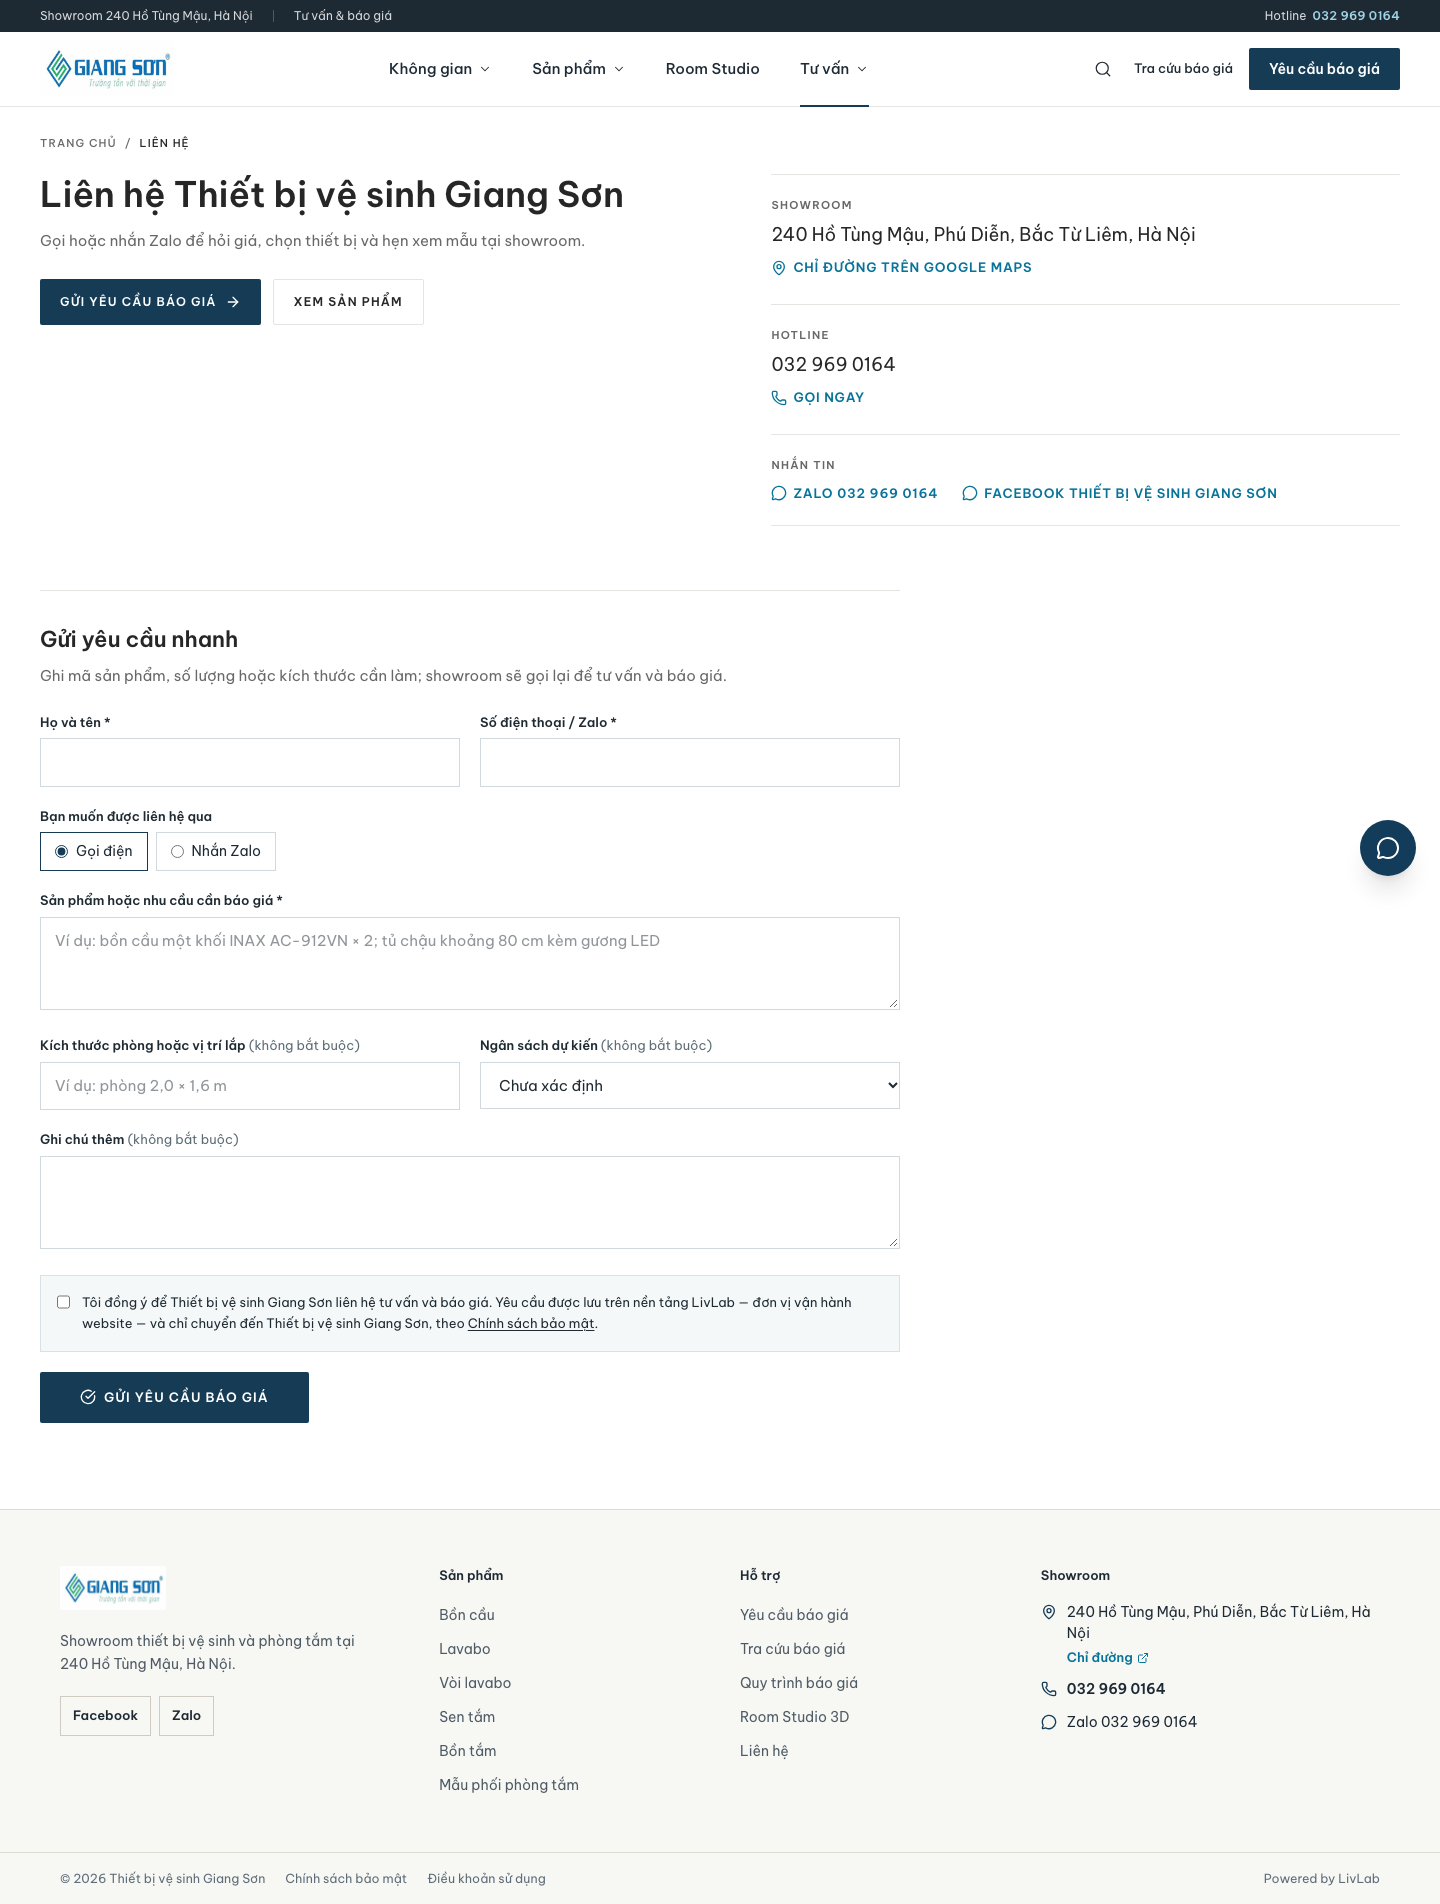 Showroom 240 Hồ Tùng Mậu, Hà Nội
Tư vấn & báo giá
Hotline 032 969 0164
GIANG SƠN
Trường tồn với thời gian
Không gian
Sản phẩm
Room Studio
Tư vấn
Tra cứu báo giá
Yêu cầu báo giá
TRANG CHỦ / LIÊN HỆ
Liên hệ Thiết bị vệ sinh Giang Sơn
Gọi hoặc nhắn Zalo để hỏi giá, chọn thiết bị và hẹn xem mẫu tại showroom.
GỬI YÊU CẦU BÁO GIÁ
XEM SẢN PHẨM
SHOWROOM
240 Hồ Tùng Mậu, Phú Diễn, Bắc Từ Liêm, Hà Nội
CHỈ ĐƯỜNG TRÊN GOOGLE MAPS
HOTLINE
032 969 0164
GỌI NGAY
NHẮN TIN
ZALO 032 969 0164
FACEBOOK THIẾT BỊ VỆ SINH GIANG SƠN
Gửi yêu cầu nhanh
Ghi mã sản phẩm, số lượng hoặc kích thước cần làm; showroom sẽ gọi lại để tư vấn và báo giá.
Họ và tên *
Số điện thoại / Zalo *
Bạn muốn được liên hệ qua
Gọi điện
Nhắn Zalo
Sản phẩm hoặc nhu cầu cần báo giá *
Ví dụ: bồn cầu một khối INAX AC-912VN × 2; tủ chậu khoảng 80 cm kèm gương LED
Kích thước phòng hoặc vị trí lắp (không bắt buộc)
Ngân sách dự kiến (không bắt buộc)
Ví dụ: phòng 2,0 × 1,6 m
Chưa xác định
Ghi chú thêm (không bắt buộc)
Tôi đồng ý để Thiết bị vệ sinh Giang Sơn liên hệ tư vấn và báo giá. Yêu cầu được lưu trên nền tảng LivLab — đơn vị vận hành
website — và chỉ chuyển đến Thiết bị vệ sinh Giang Sơn, theo Chính sách bảo mật.
GỬI YÊU CẦU BÁO GIÁ
GIANG SƠN
Trường tồn với thời gian
Showroom thiết bị vệ sinh và phòng tắm tại
240 Hồ Tùng Mậu, Hà Nội.
Facebook
Zalo
Sản phẩm
Bồn cầu
Lavabo
Vòi lavabo
Sen tắm
Bồn tắm
Mẫu phối phòng tắm
Hỗ trợ
Yêu cầu báo giá
Tra cứu báo giá
Quy trình báo giá
Room Studio 3D
Liên hệ
Showroom
240 Hồ Tùng Mậu, Phú Diễn, Bắc Từ Liêm, Hà
Nội
Chỉ đường
032 969 0164
Zalo 032 969 0164
© 2026 Thiết bị vệ sinh Giang Sơn
Chính sách bảo mật
Điều khoản sử dụng
Powered by LivLab